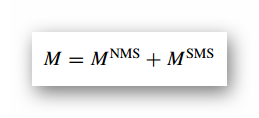 M = M^NMS + M^SMS